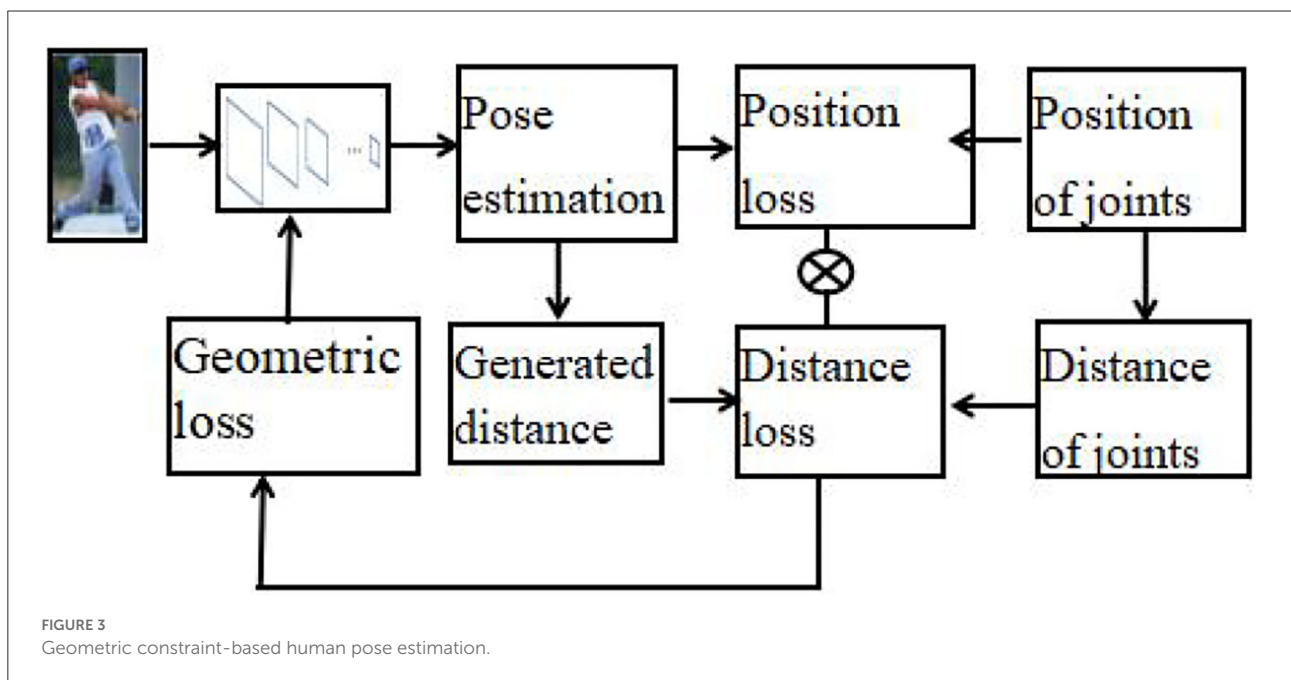 Pose
estimation
Position
loss
Position
of joints
Geometric
loss
Generated
distance
Distance
loss
Distance
of joints
FIGURE 3
Geometric constraint-based human pose estimation.